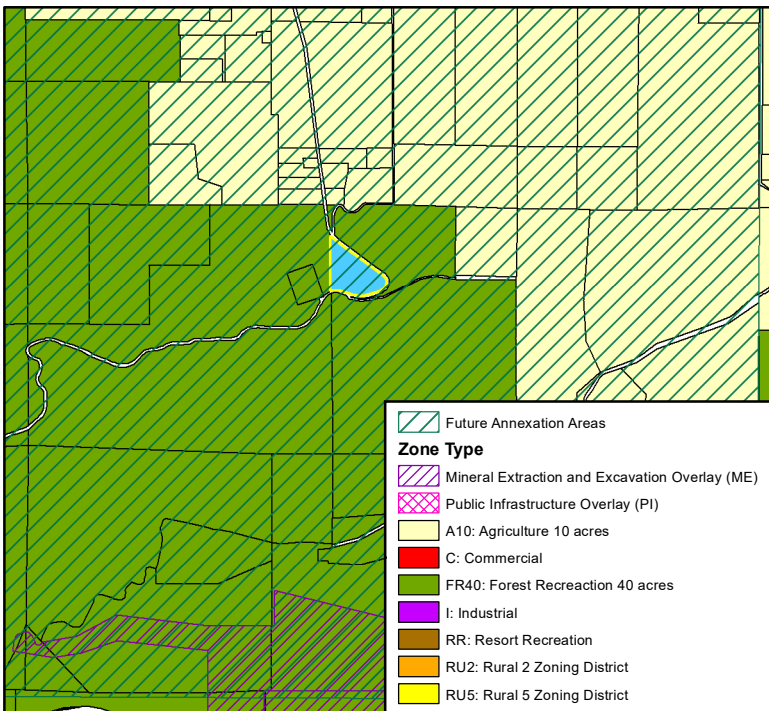 Future Annexation Areas
Zone Type
Mineral Extraction and Excavation Overlay (ME)
Public Infrastructure Overlay (PI)
A10: Agriculture 10 acres
C: Commercial
FR40: Forest Recreaction 40 acres
I: Industrial
RR: Resort Recreation
RU2: Rural 2 Zoning District
RU5: Rural 5 Zoning District